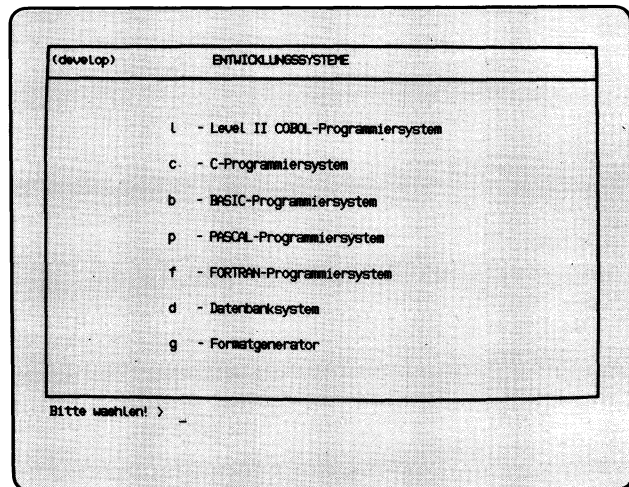 (develop) ENTWICKLUNGSSYSTEME
l - Level II COBOL-Programmiersystem
c - C-Programmiersystem
b - BASIC-Programmiersystem
p - PASCAL-Programmiersystem
f - FORTRAN-Programmiersystem
d - Datenbanksystem
g - Formatgenerator
Bitte waehlen! > _